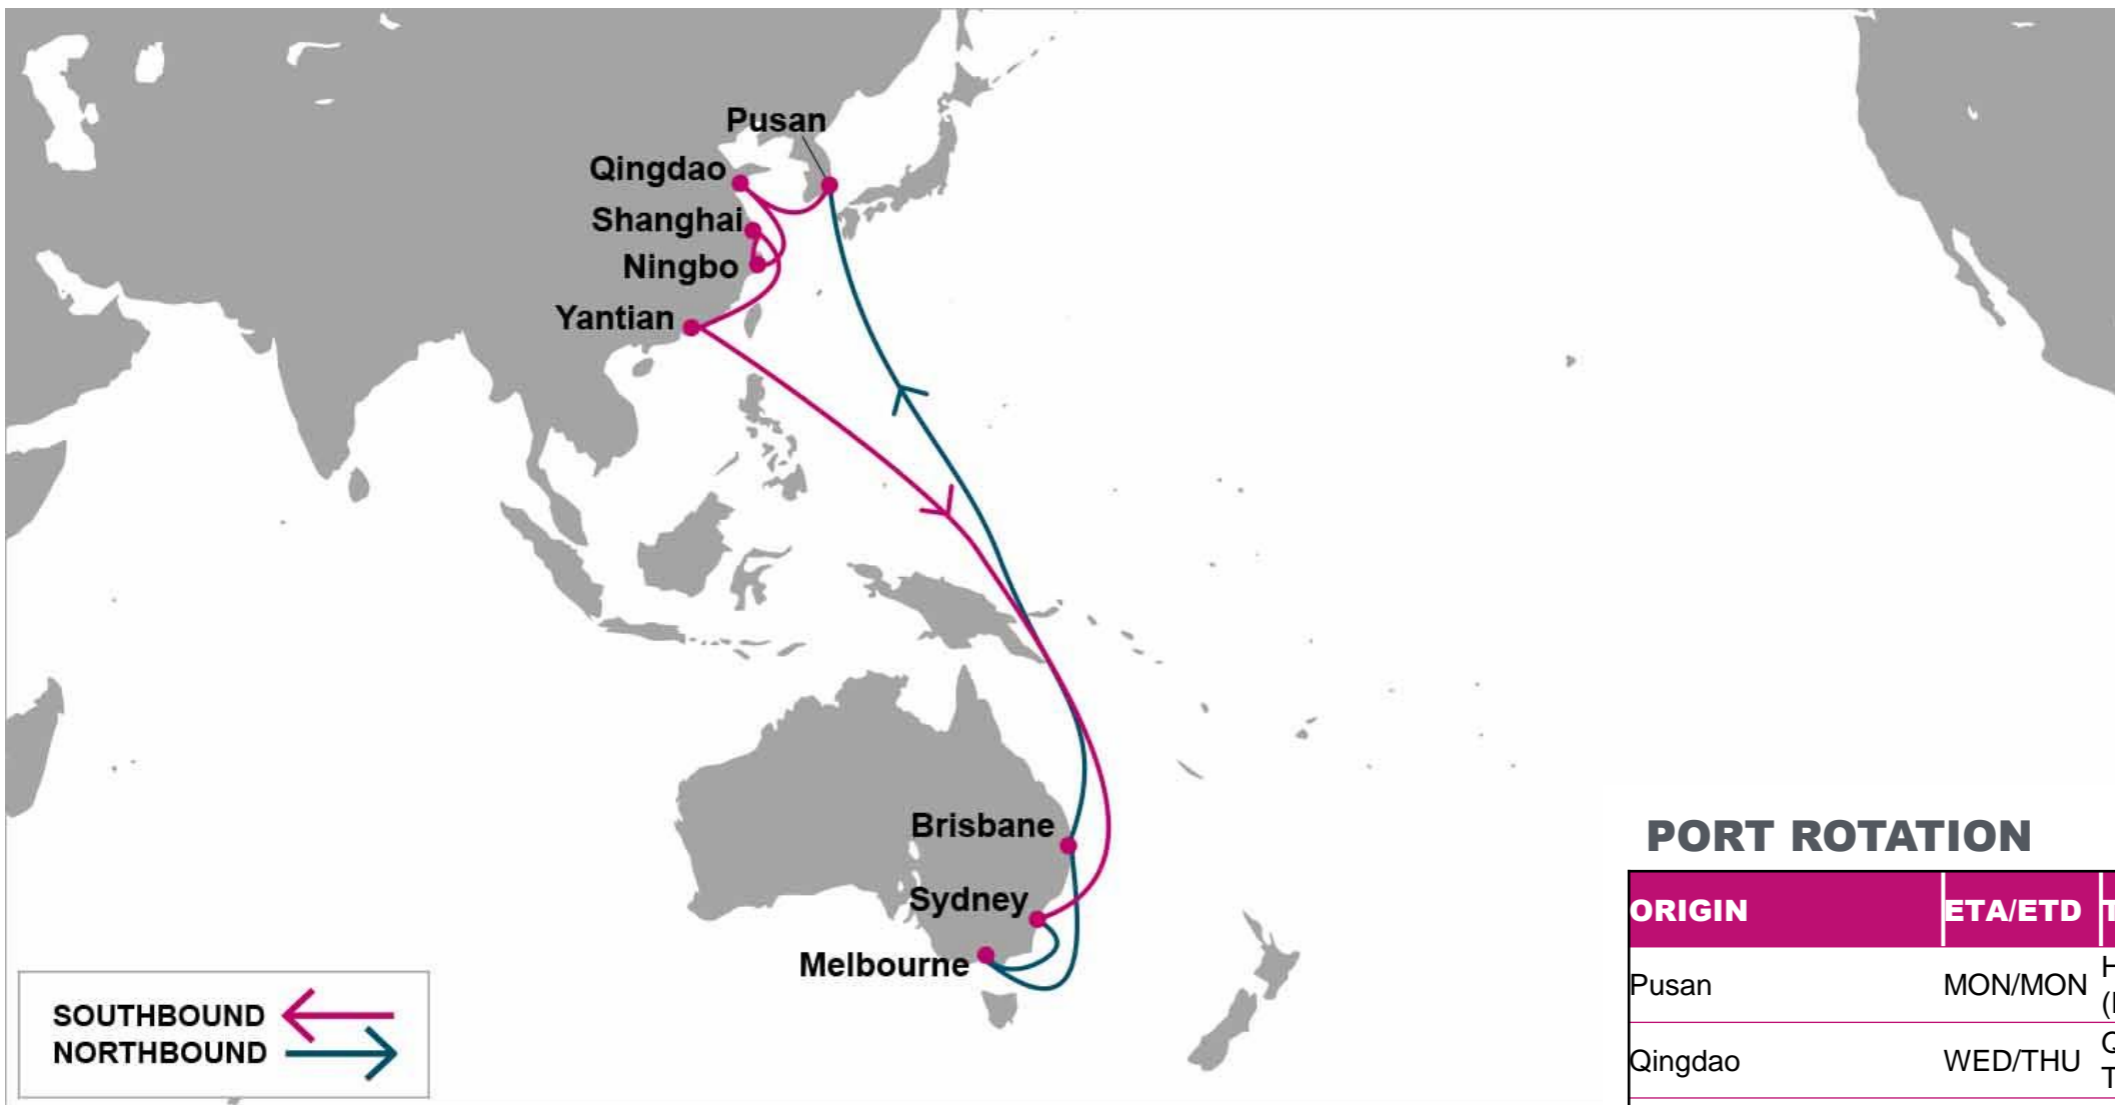 Pusan
Qingdao
Shanghai
Ningbo
Yantian
Brisbane
Sydney
Melbourne
SOUTHBOUND
NORTHBOUND
PORT ROTATION
ORIGIN ETA/ETD
Pusan MON/MON
Qingdao WED/THU